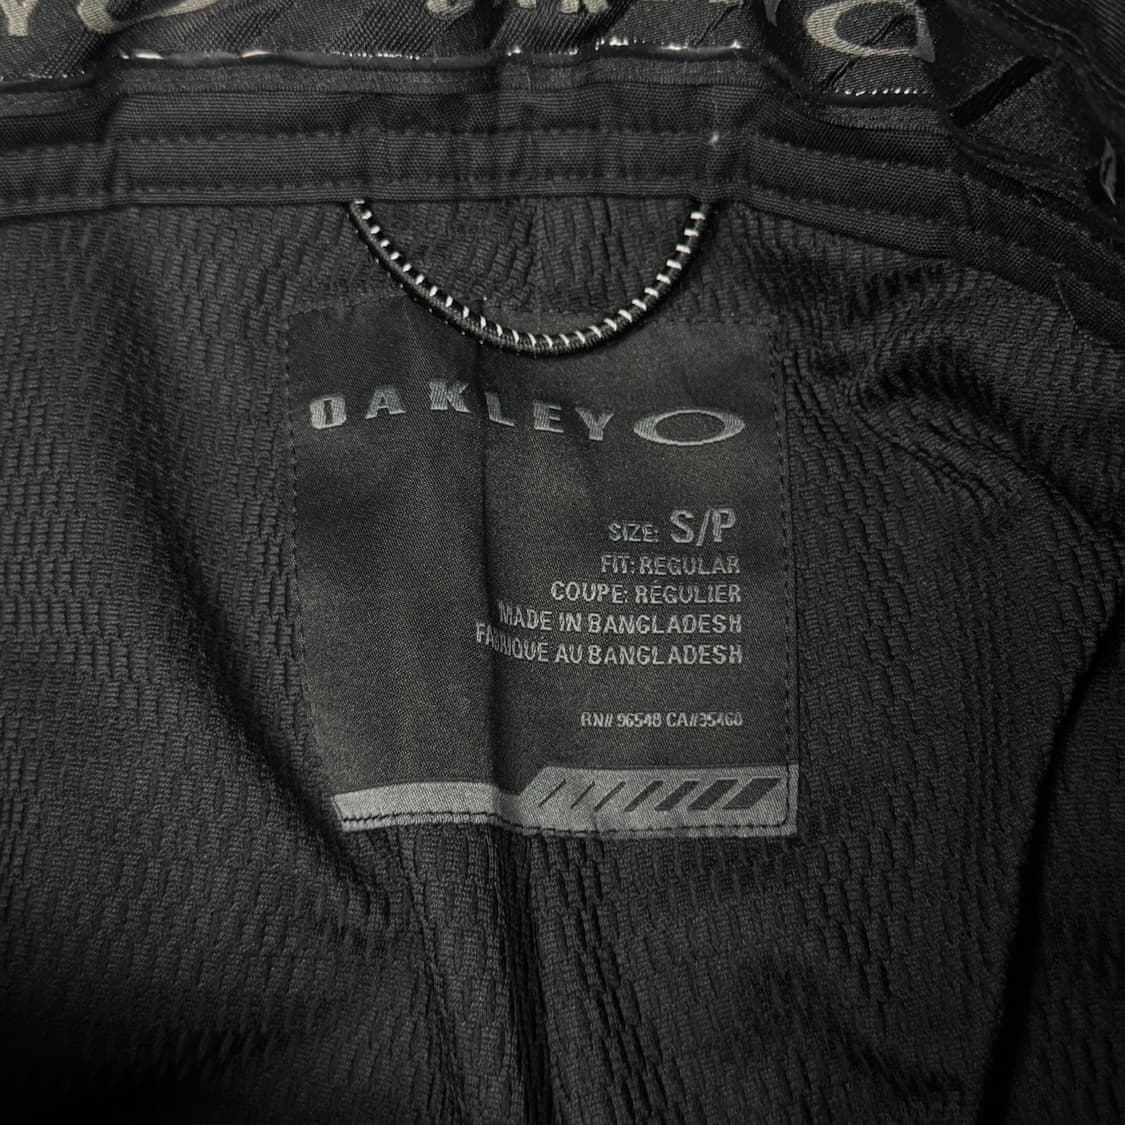 OAKLEY
SIZE: S/P
FIT: REGULAR
COUPE: RÉGULIER
MADE IN BANGLADESH
FABRIQUÉ AU BANGLADESH
RN# 96548 CA#35460